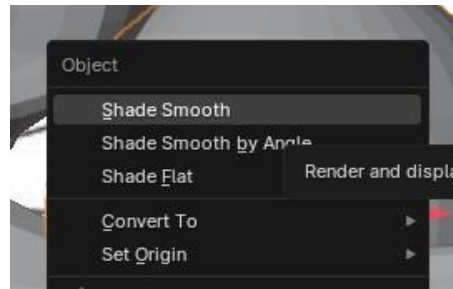 Object
Shade Smooth
Shade Smooth by Angle
Shade Flat
Render and displa
Convert To
Set Origin